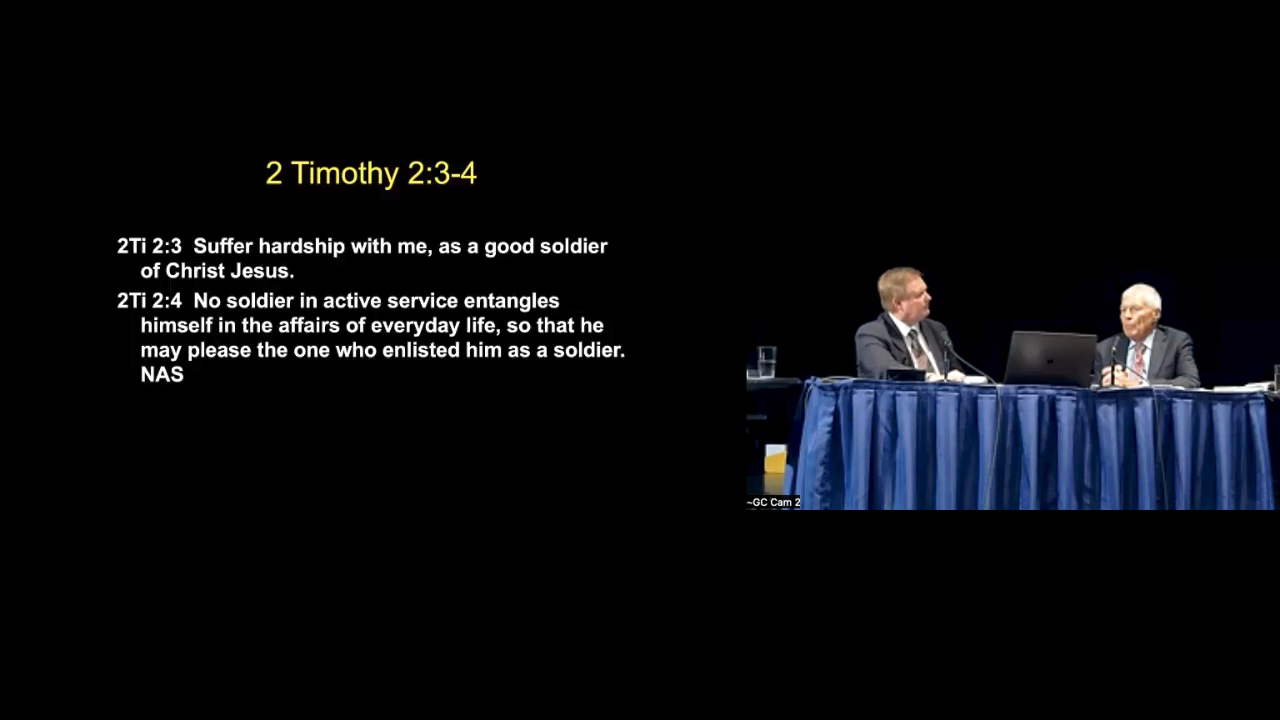 2 Timothy 2:3-4
2Ti 2:3 Suffer hardship with me, as a good soldier
of Christ Jesus.
2Ti 2:4 No soldier in active service entangles
himself in the affairs of everyday life, so that he
may please the one who enlisted him as a soldier.
NAS
~GC Cam 2